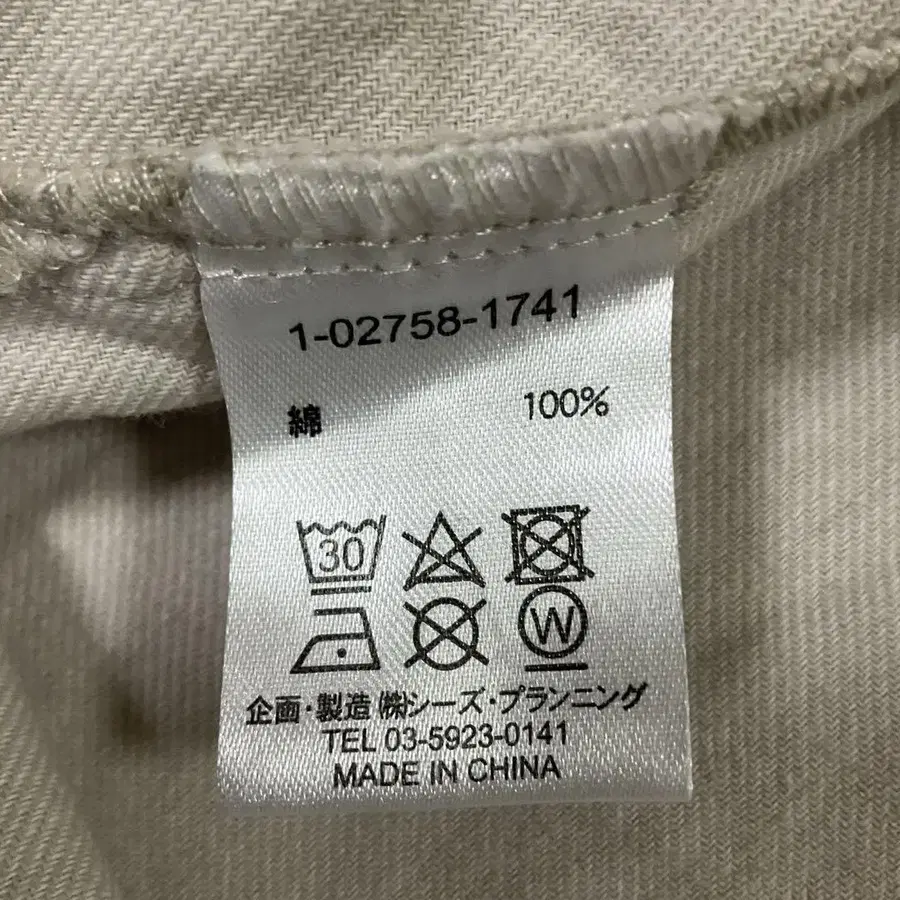 1-02758-1741
綿 100%
30
W
企画・製造 ㈱シーズ・プランニング
TEL 03-5923-0141
MADE IN CHINA